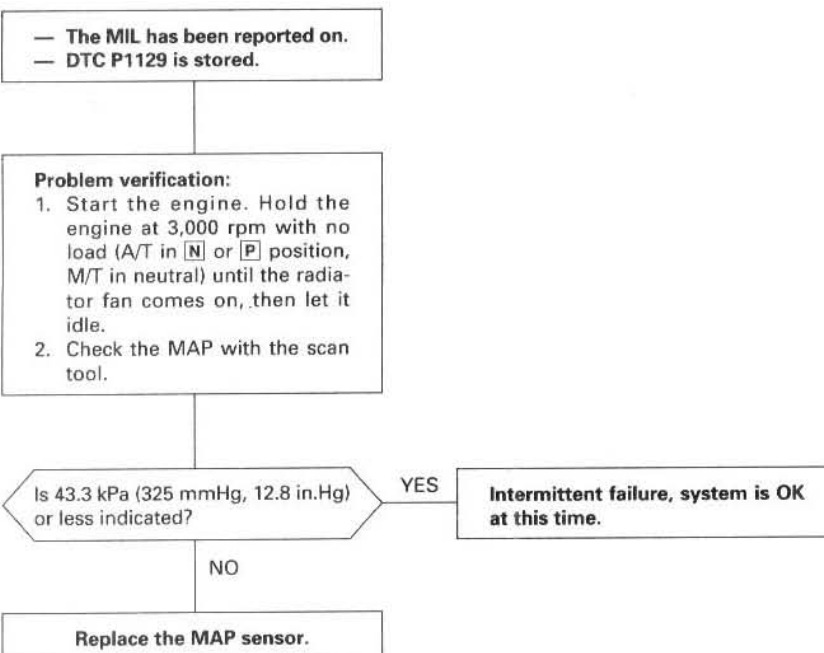 — The MIL has been reported on.
— DTC P1129 is stored.
Problem verification:
1. Start the engine. Hold the
engine at 3,000 rpm with no
load (A/T in N or P position,
M/T in neutral) until the radia-
tor fan comes on, then let it
idle.
2. Check the MAP with the scan
tool.
Is 43.3 kPa (325 mmHg, 12.8 in.Hg)
or less indicated?
YES
Intermittent failure, system is OK
at this time.
NO
Replace the MAP sensor.